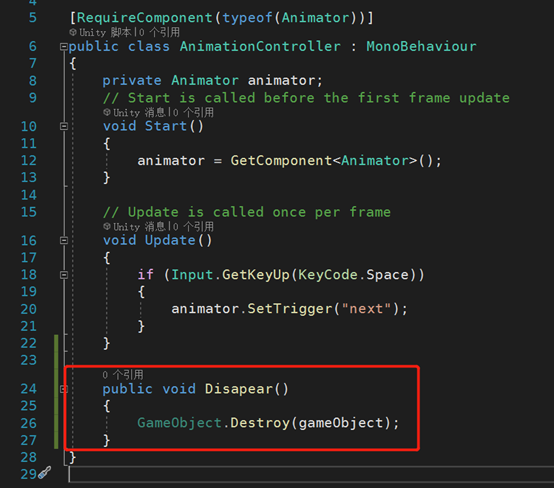 4
5 [RequireComponent(typeof(Animator))]
Unity 脚本|0 个引用
6 public class AnimationController : MonoBehaviour
7 {
8 private Animator animator;
9 // Start is called before the first frame update
Unity 消息|0 个引用
10 void Start()
11 {
12 animator = GetComponent<Animator>();
13 }
14
15 // Update is called once per frame
Unity 消息|0 个引用
16 void Update()
17 {
18 if (Input.GetKeyUp(KeyCode.Space))
19 {
20 animator.SetTrigger("next");
21 }
22 }
23
0 个引用
24 public void Disapear()
25 {
26 GameObject.Destroy(gameObject);
27 }
28 }
29